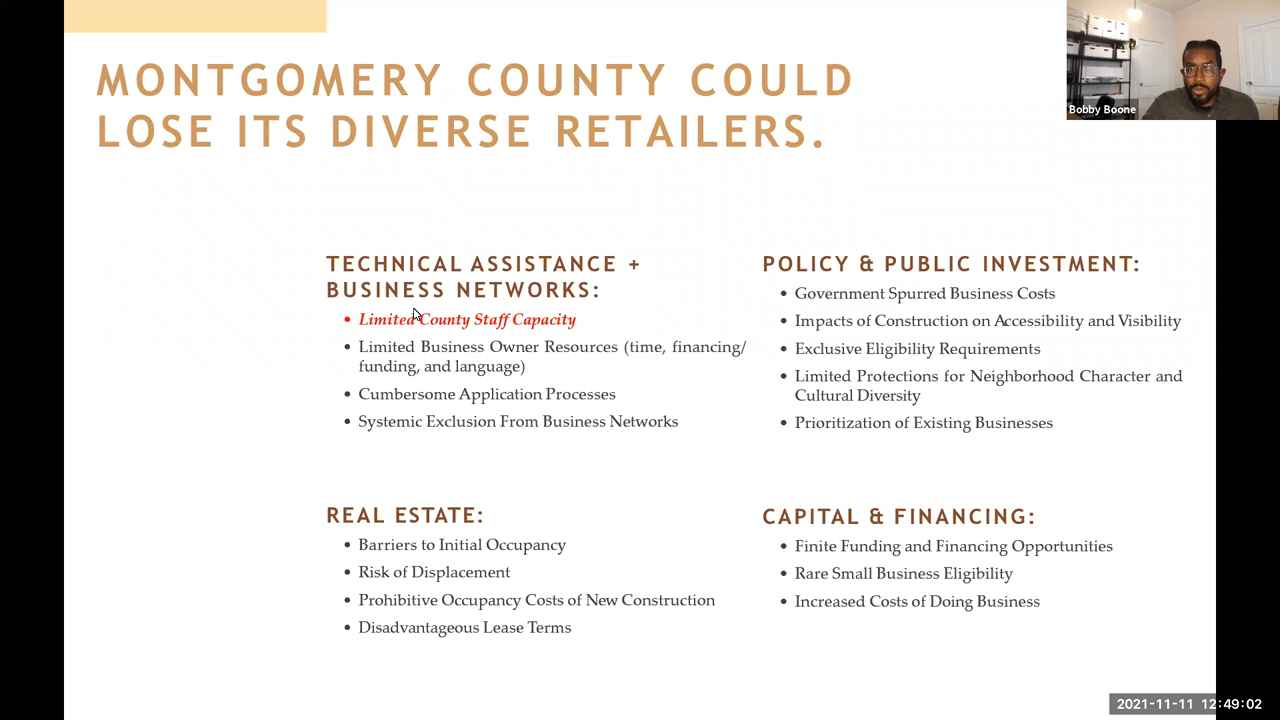 MONTGOMERY COUNTY COULD
LOSE ITS DIVERSE RETAILERS.
Bobby Boone
TECHNICAL ASSISTANCE +
BUSINESS NETWORKS:
• Limited County Staff Capacity
• Limited Business Owner Resources (time, financing/
funding, and language)
• Cumbersome Application Processes
• Systemic Exclusion From Business Networks
POLICY & PUBLIC INVESTMENT:
• Government Spurred Business Costs
• Impacts of Construction on Accessibility and Visibility
• Exclusive Eligibility Requirements
• Limited Protections for Neighborhood Character and
Cultural Diversity
• Prioritization of Existing Businesses
REAL ESTATE:
• Barriers to Initial Occupancy
• Risk of Displacement
• Prohibitive Occupancy Costs of New Construction
• Disadvantageous Lease Terms
CAPITAL & FINANCING:
• Finite Funding and Financing Opportunities
• Rare Small Business Eligibility
• Increased Costs of Doing Business
2021-11-11 12:49:02